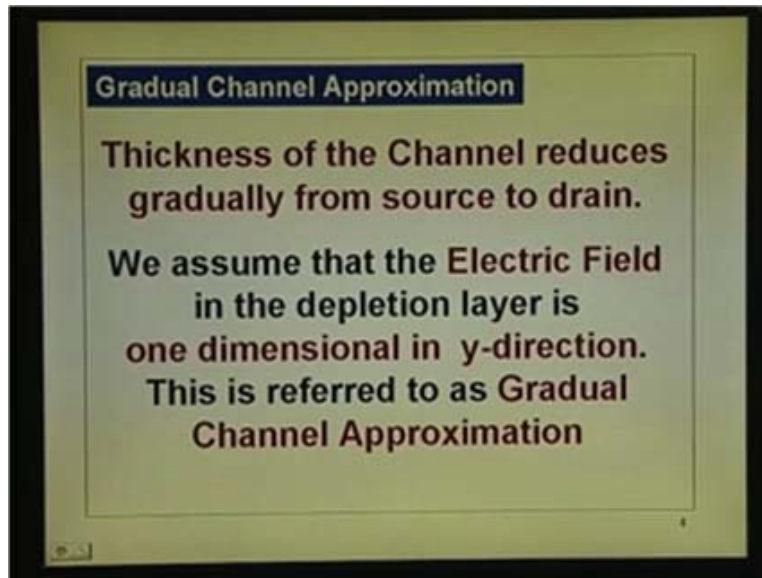 Gradual Channel Approximation
Thickness of the Channel reduces
gradually from source to drain.
We assume that the Electric Field
in the depletion layer is
one dimensional in y-direction.
This is referred to as Gradual
Channel Approximation